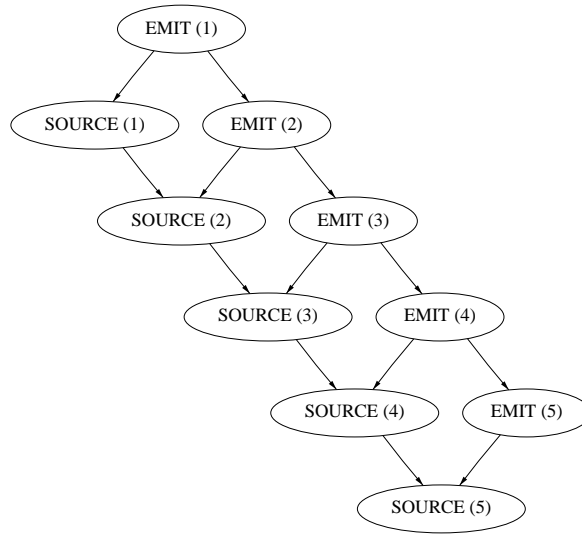 EMIT (1)
SOURCE (1)
EMIT (2)
SOURCE (2)
EMIT (3)
SOURCE (3)
EMIT (4)
SOURCE (4)
EMIT (5)
SOURCE (5)